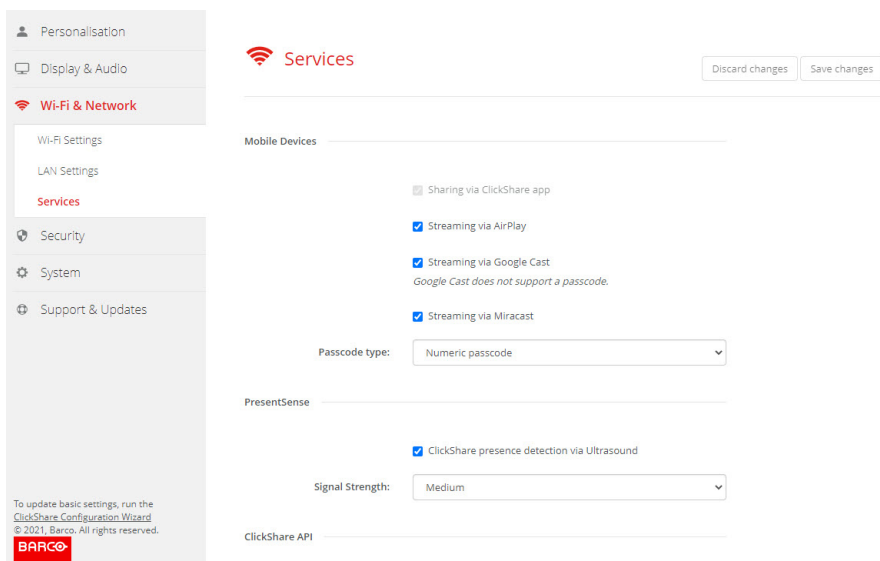 Personalisation
Display & Audio
Wi-Fi & Network
Wi-Fi Settings
LAN Settings
Services
Security
System
Support & Updates
To update basic settings, run the
ClickShare Configuration Wizard
© 2021, Barco. All rights reserved.
BARCO
Services
Discard changes
Save changes
Mobile Devices
Sharing via ClickShare app
Streaming via AirPlay
Streaming via Google Cast
Google Cast does not support a passcode.
Streaming via Miracast
Passcode type: Numeric passcode
PresentSense
ClickShare presence detection via Ultrasound
Signal Strength: Medium
ClickShare API